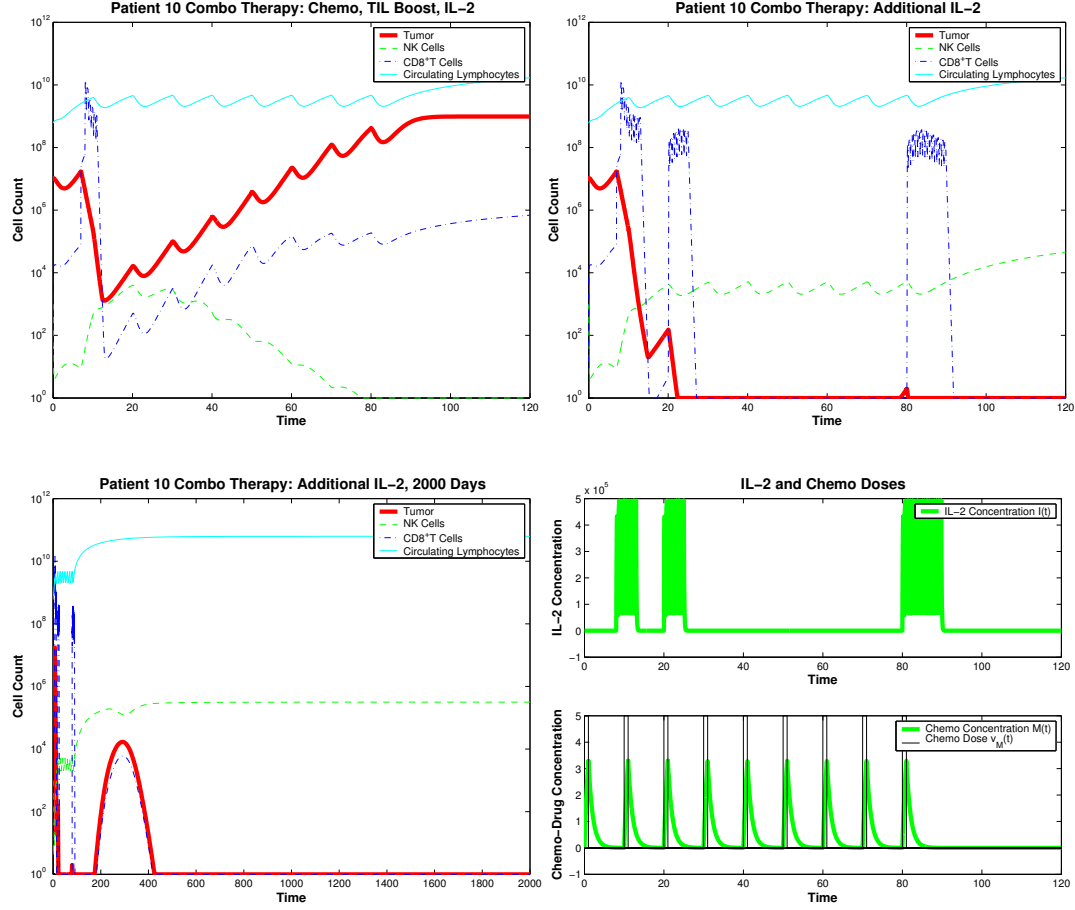 Patient 10 Combo Therapy: Chemo, TIL Boost, IL-2
10^12
10^10
10^8
10^6
10^4
10^2
10^0
Cell Count
Tumor
NK Cells
CD8^+T Cells
Circulating Lymphocytes
0 20 40 60 80 100 120
Time
Patient 10 Combo Therapy: Additional IL-2
10^12
10^10
10^8
10^6
10^4
10^2
10^0
Cell Count
Tumor
NK Cells
CD8^+T Cells
Circulating Lymphocytes
0 20 40 60 80 100 120
Time
Patient 10 Combo Therapy: Additional IL-2, 2000 Days
10^12
10^10
10^8
10^6
10^4
10^2
10^0
Cell Count
Tumor
NK Cells
CD8^+T Cells
Circulating Lymphocytes
0 200 400 600 800 1000 1200 1400 1600 1800 2000
Time
IL-2 and Chemo Doses
x 10^5
5
4
3
2
1
0
−1
IL-2 Concentration
IL-2 Concentration I(t)
0 20 40 60 80 100 120
Time
5
4
3
2
1
0
−1
Chemo-Drug Concentration
Chemo Concentration M(t)
Chemo Dose v_M(t)
0 20 40 60 80 100 120
Time